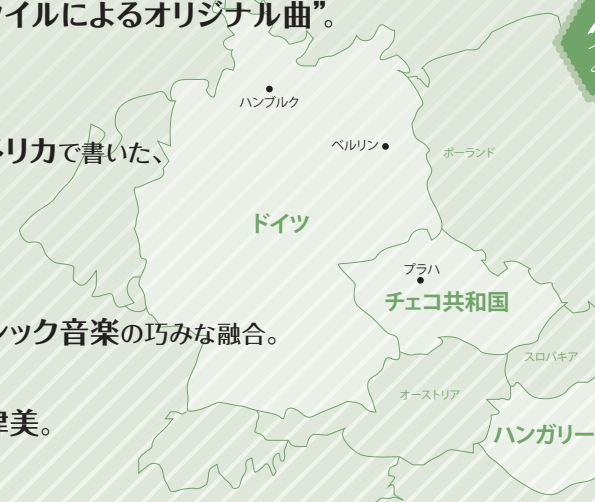 イルによるオリジナル曲”。
ハンブルク
リカで書いた、
ベルリン
ポーランド
ドイツ
プラハ
チェコ共和国
ック音楽の巧みな融合。
スロバキア
オーストリア
美。
ハンガリー